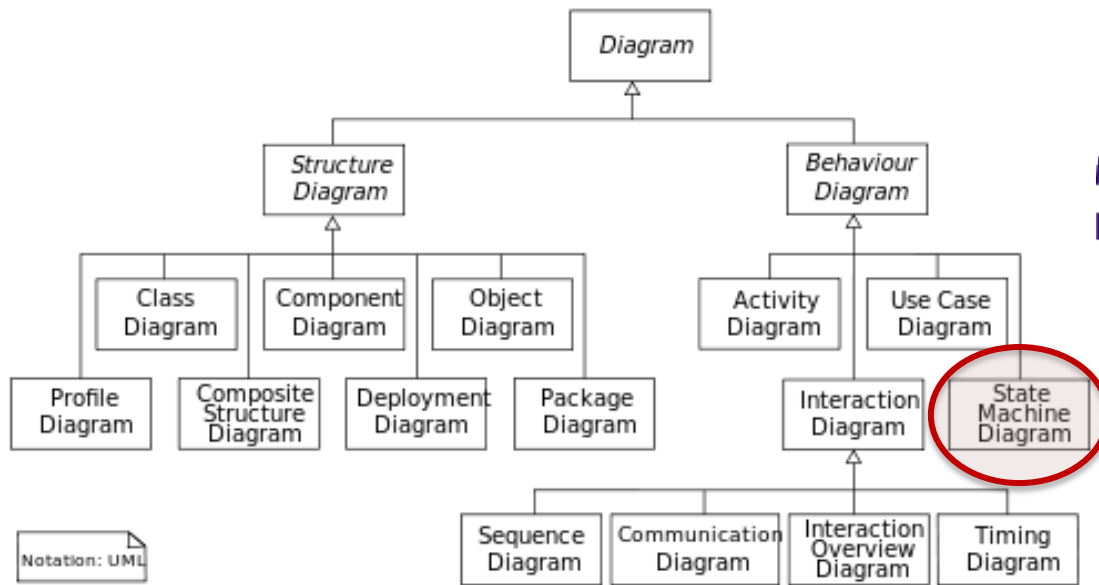 Diagram
Structure
Diagram
Behaviour
Diagram
Class
Diagram
Component
Diagram
Object
Diagram
Activity
Diagram
Use Case
Diagram
Profile
Diagram
Composite
Structure
Diagram
Deployment
Diagram
Package
Diagram
Interaction
Diagram
State
Machine
Diagram
Sequence
Diagram
Communication
Diagram
Interaction
Overview
Diagram
Timing
Diagram
Notation: UML